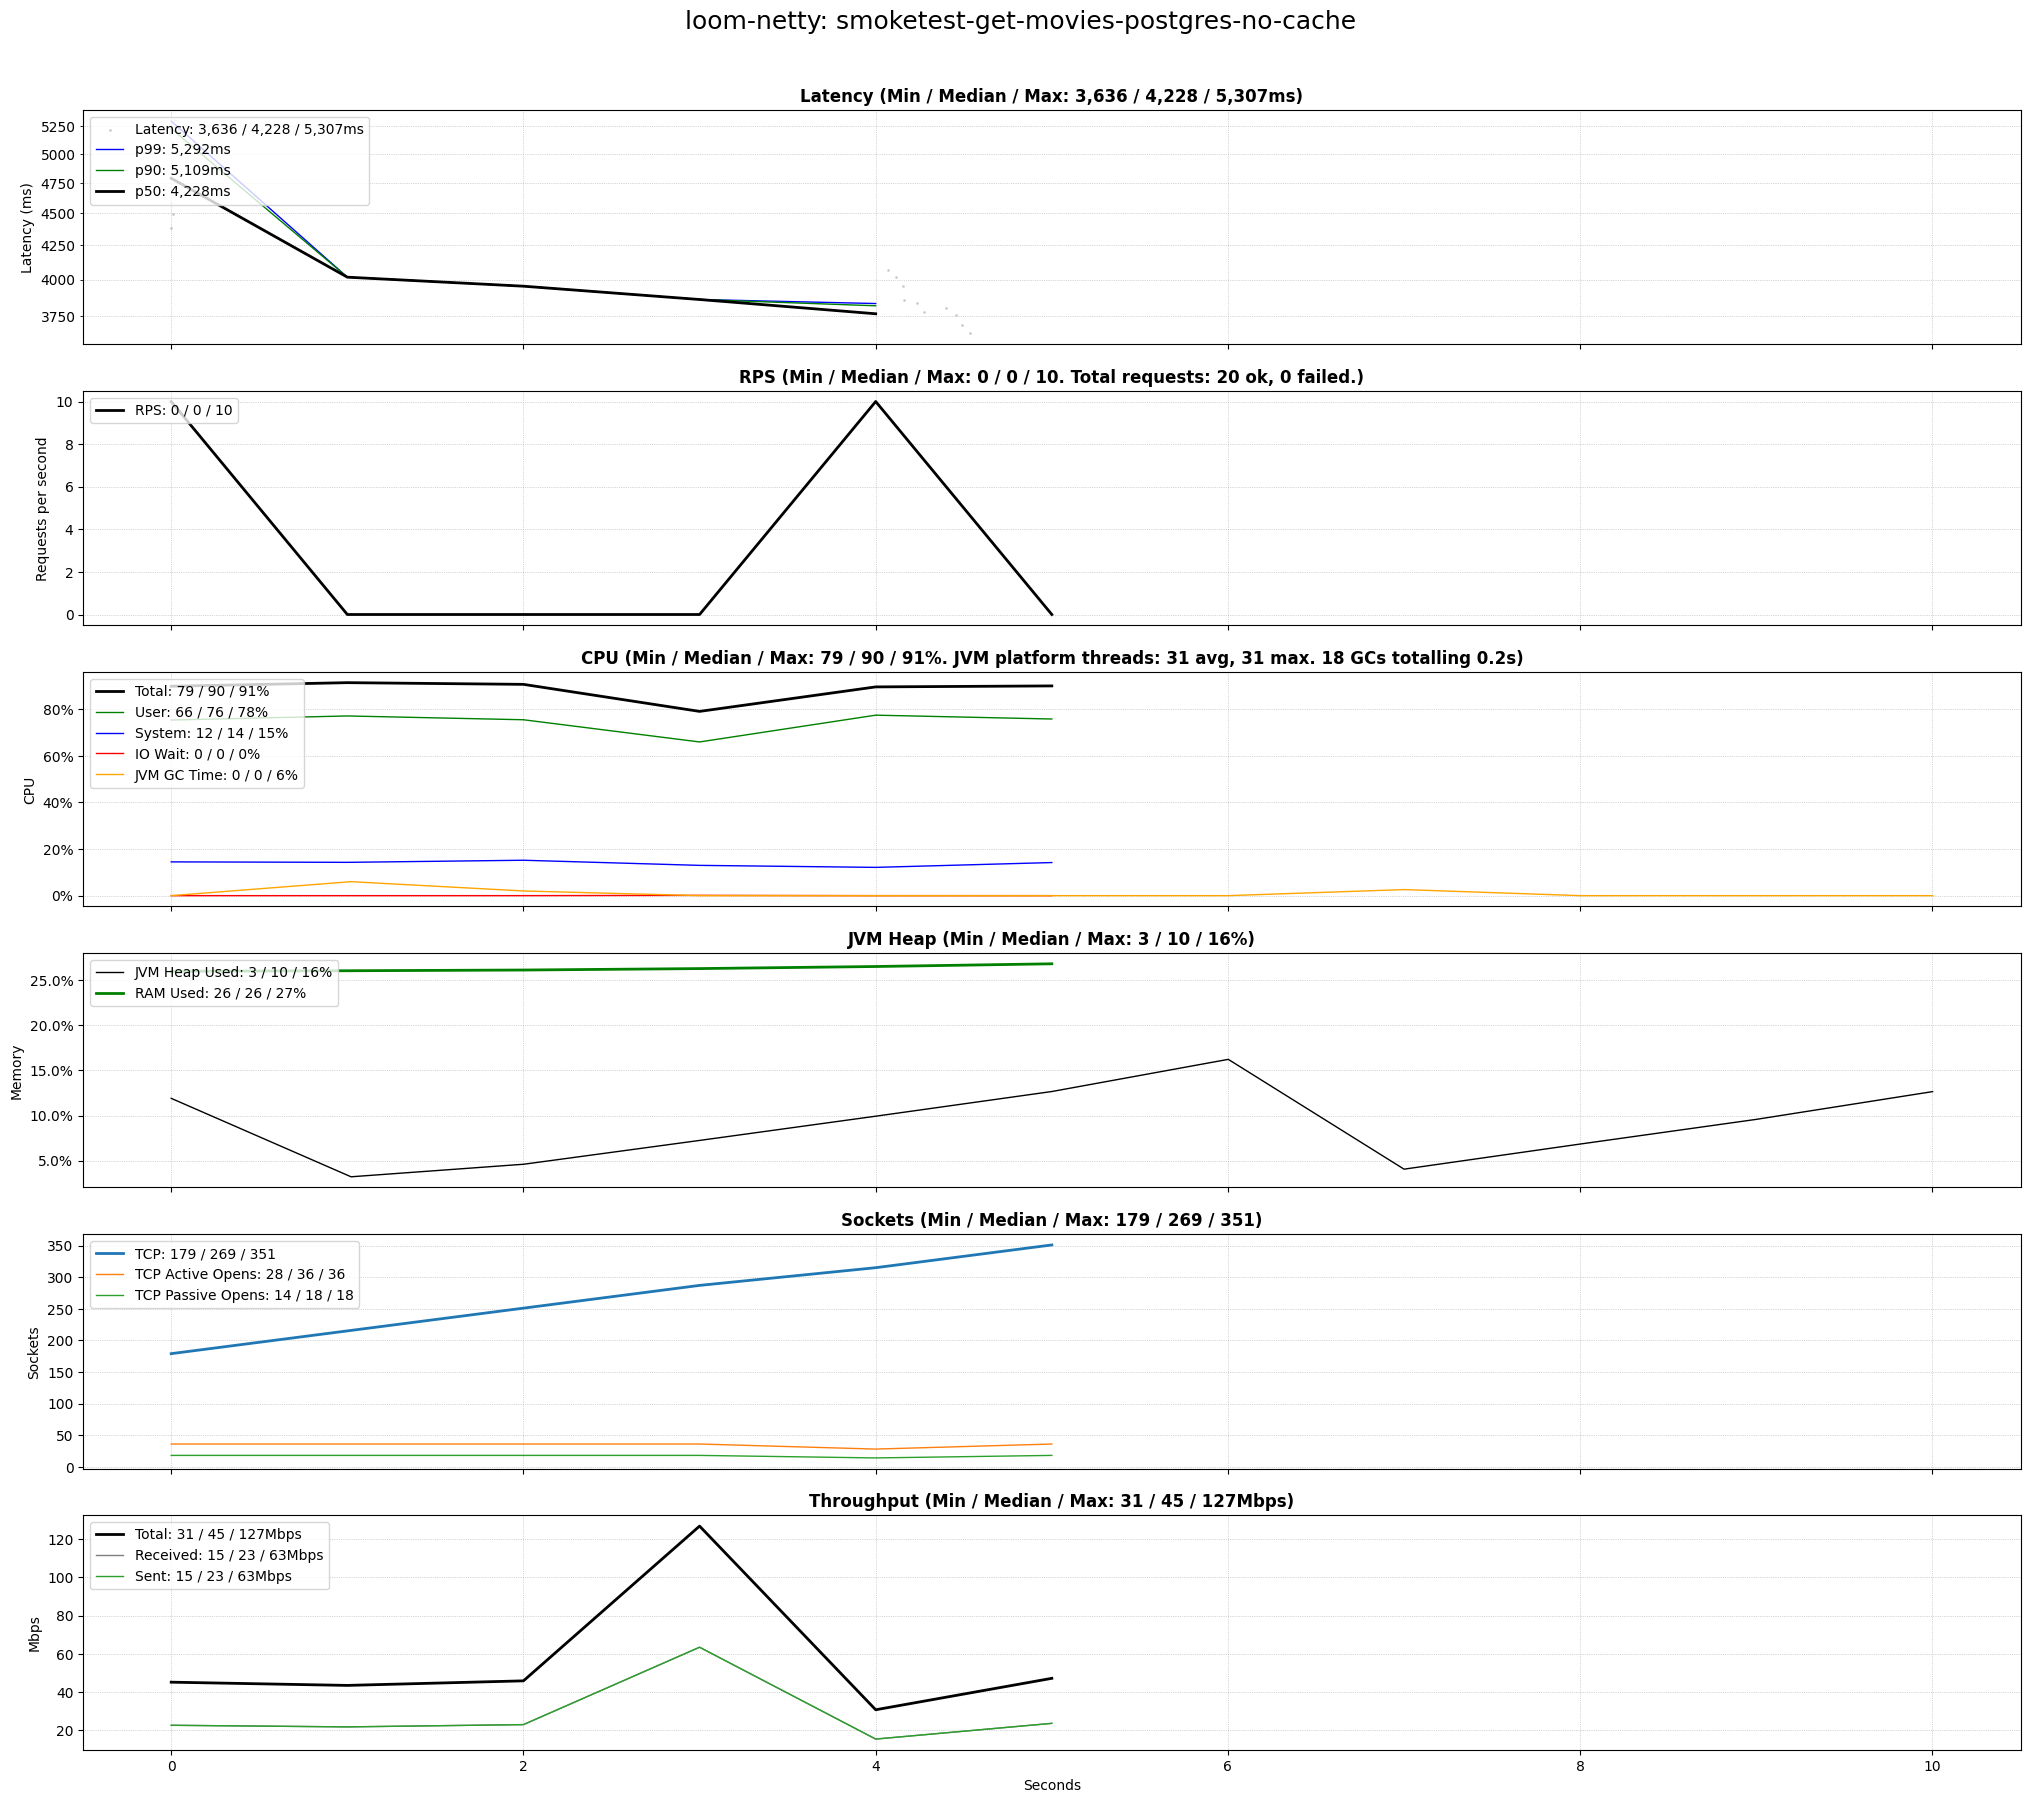 loom-netty: smoketest-get-movies-postgres-no-cache
Latency (Min / Median / Max: 3,636 / 4,228 / 5,307ms)
Latency (ms)
5250
5000
4750
4500
4250
4000
3750
Latency: 3,636 / 4,228 / 5,307ms
p99: 5,292ms
p90: 5,109ms
p50: 4,228ms
RPS (Min / Median / Max: 0 / 0 / 10. Total requests: 20 ok, 0 failed.)
Requests per second
10
8
6
4
2
0
RPS: 0 / 0 / 10
CPU (Min / Median / Max: 79 / 90 / 91%. JVM platform threads: 31 avg, 31 max. 18 GCs totalling 0.2s)
CPU
80%
60%
40%
20%
0%
Total: 79 / 90 / 91%
User: 66 / 76 / 78%
System: 12 / 14 / 15%
IO Wait: 0 / 0 / 0%
JVM GC Time: 0 / 0 / 6%
JVM Heap (Min / Median / Max: 3 / 10 / 16%)
Memory
25.0%
20.0%
15.0%
10.0%
5.0%
JVM Heap Used: 3 / 10 / 16%
RAM Used: 26 / 26 / 27%
Sockets (Min / Median / Max: 179 / 269 / 351)
Sockets
350
300
250
200
150
100
50
0
TCP: 179 / 269 / 351
TCP Active Opens: 28 / 36 / 36
TCP Passive Opens: 14 / 18 / 18
Throughput (Min / Median / Max: 31 / 45 / 127Mbps)
Mbps
120
100
80
60
40
20
Total: 31 / 45 / 127Mbps
Received: 15 / 23 / 63Mbps
Sent: 15 / 23 / 63Mbps
0 2 4 6 8 10
Seconds